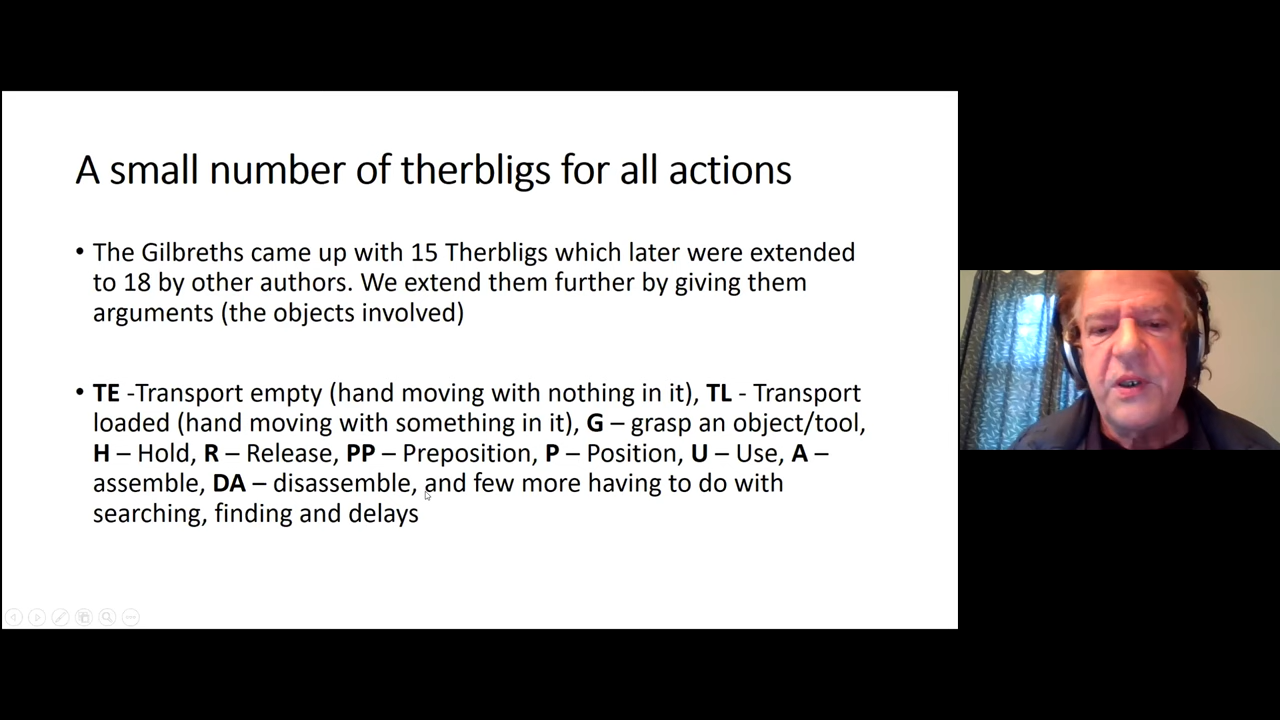 A small number of therbligs for all actions
• The Gilbreths came up with 15 Therbligs which later were extended
to 18 by other authors. We extend them further by giving them
arguments (the objects involved)
• TE -Transport empty (hand moving with nothing in it), TL - Transport
loaded (hand moving with something in it), G – grasp an object/tool,
H – Hold, R – Release, PP – Preposition, P – Position, U – Use, A –
assemble, DA – disassemble, and few more having to do with
searching, finding and delays